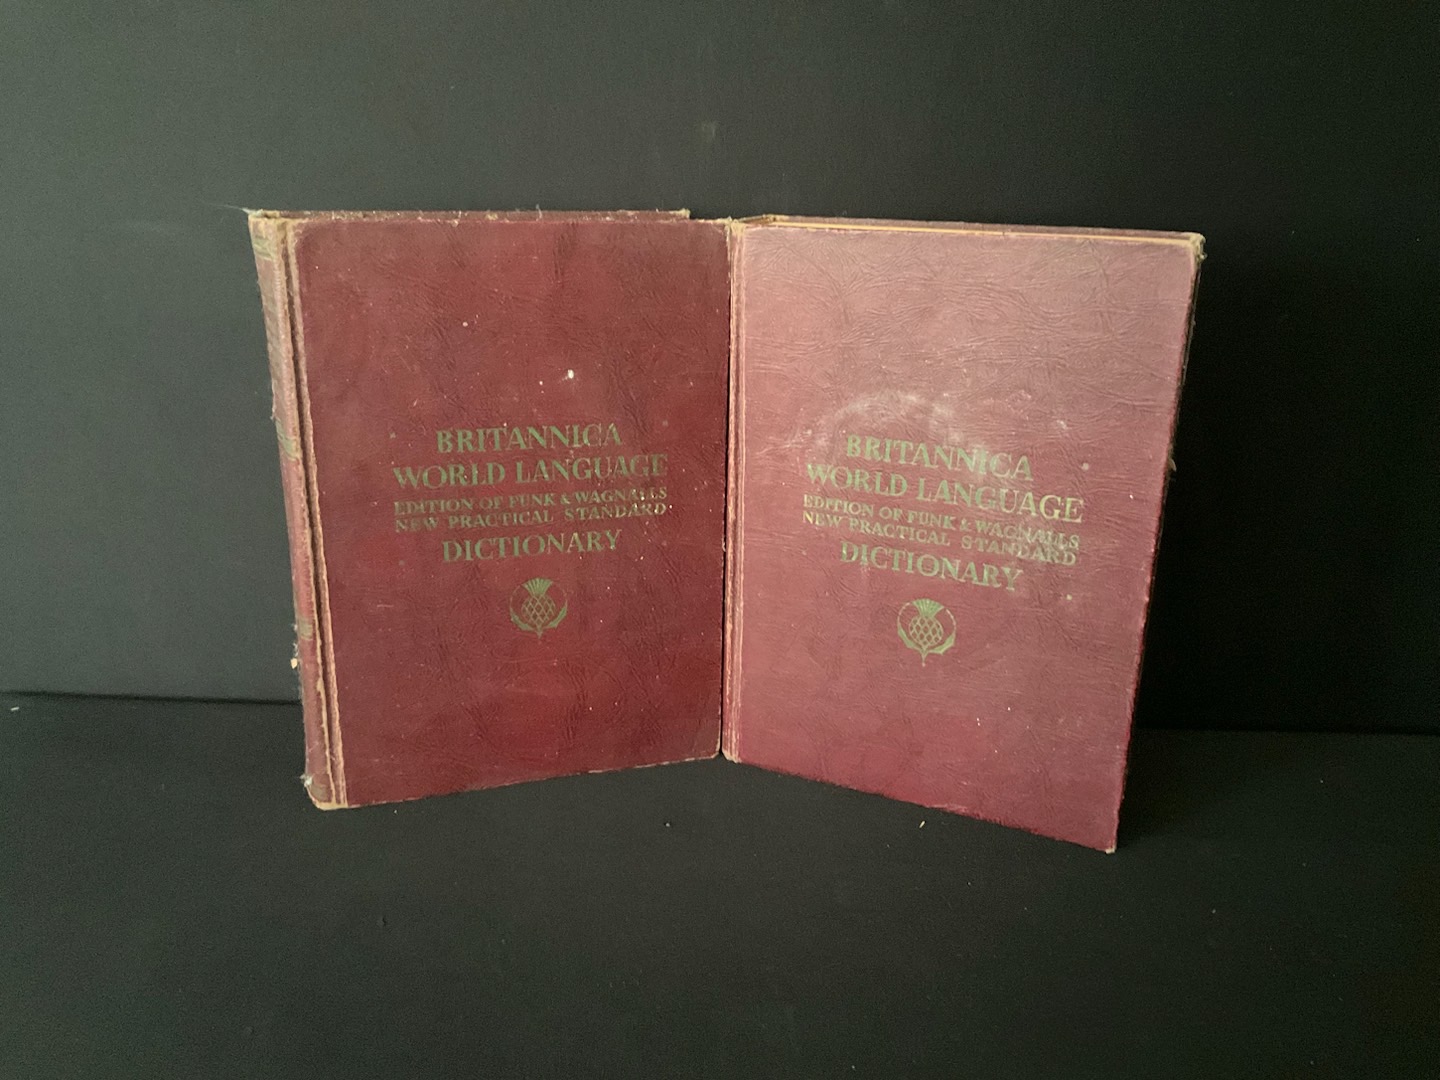 BRITANNICA
WORLD LANGUAGE
EDITION OF FUNK & WAGNALLS
NEW PRACTICAL STANDARD
DICTIONARY
BRITANNICA
WORLD LANGUAGE
EDITION OF FUNK & WAGNALLS
NEW PRACTICAL STANDARD
DICTIONARY